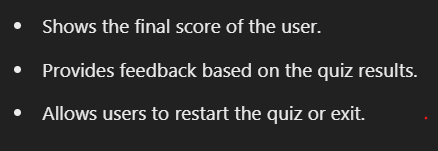 • Shows the final score of the user.
• Provides feedback based on the quiz results.
• Allows users to restart the quiz or exit.